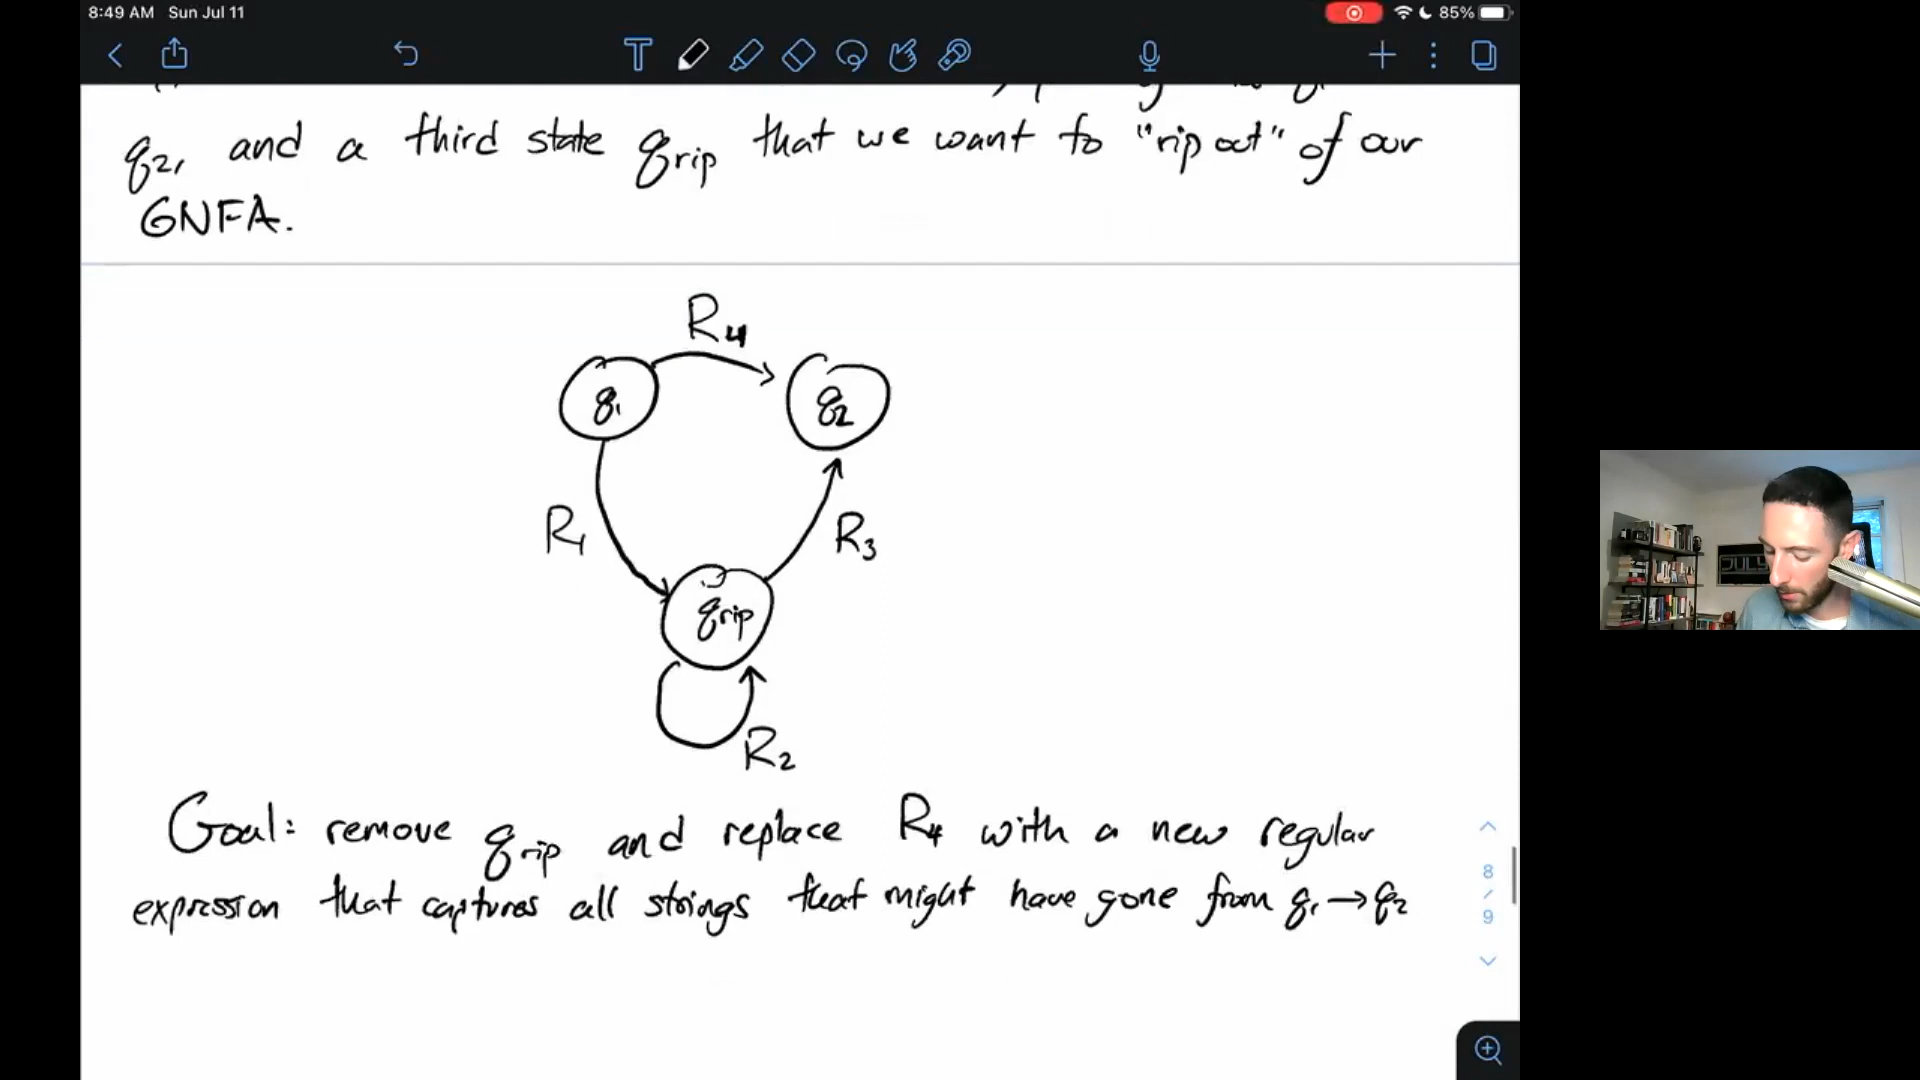 8:49 AM Sun Jul 11
85%
q2, and a third state qrip that we want to "rip out" of our
GNFA.
R4
q1
q2
R1
R3
qrip
R2
Goal: remove qrip and replace R4 with a new regular
expression that captures all strings that might have gone from q1 → q2
8
/
9